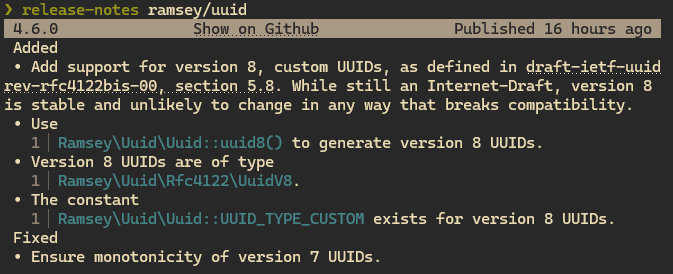 ❯ release-notes ramsey/uuid
4.6.0 Show on Github Published 16 hours ago
Added
• Add support for version 8, custom UUIDs, as defined in draft-ietf-uuid
rev-rfc4122bis-00, section 5.8. While still an Internet-Draft, version 8
is stable and unlikely to change in any way that breaks compatibility.
• Use
1│ Ramsey\Uuid\Uuid::uuid8() to generate version 8 UUIDs.
• Version 8 UUIDs are of type
1│ Ramsey\Uuid\Rfc4122\UuidV8.
• The constant
1│ Ramsey\Uuid\Uuid::UUID_TYPE_CUSTOM exists for version 8 UUIDs.
Fixed
• Ensure monotonicity of version 7 UUIDs.